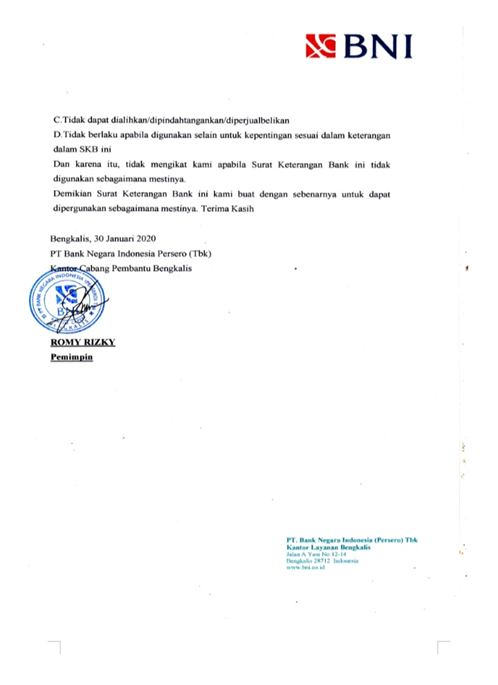 BNI
C.Tidak dapat dialihkan/dipindahtangankan/diperjualbelikan
D.Tidak berlaku apabila digunakan selain untuk kepentingan sesuai dalam keterangan
dalam SKB ini
Dan karena itu, tidak mengikat kami apabila Surat Keterangan Bank ini tidak
digunakan sebagaimana mestinya.
Demikian Surat Keterangan Bank ini kami buat dengan sebenarnya untuk dapat
dipergunakan sebagaimana mestinya. Terima Kasih
Bengkalis, 30 Januari 2020
PT Bank Negara Indonesia Persero (Tbk)
Kantor Cabang Pembantu Bengkalis
BNI
BENGKALIS
ROMY RIZKY
Pemimpin
PT. Bank Negara Indonesia (Persero) Tbk
Kantor Layanan Bengkalis
Jalan A Yani No 12-14
Bengkalis 28712 Indonesia
www.bni.co.id